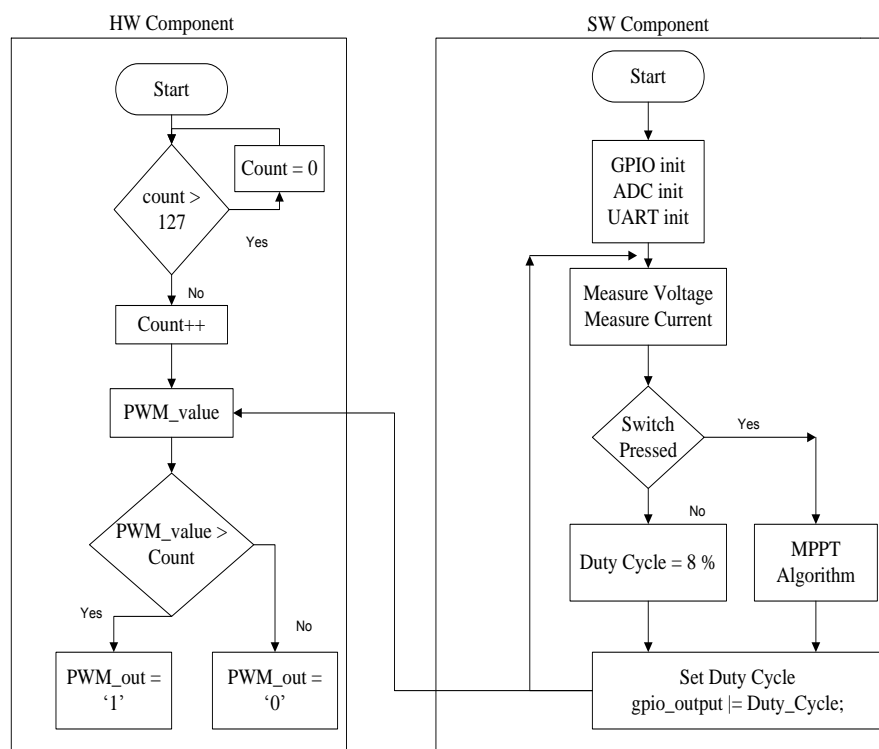 HW Component
Start
Count = 0
count >
127
Yes
No
Count++
PWM_value
PWM_value >
Count
Yes
No
PWM_out =
‘1’
PWM_out =
‘0’
SW Component
Start
GPIO init
ADC init
UART init
Measure Voltage
Measure Current
Switch
Pressed
Yes
No
Duty Cycle = 8 %
MPPT
Algorithm
Set Duty Cycle
gpio_output |= Duty_Cycle;